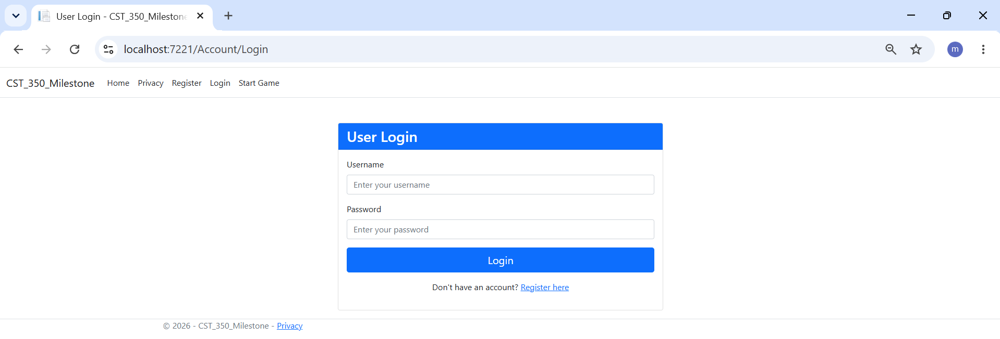 User Login - CST_350_Mileston
localhost:7221/Account/Login
m
CST_350_Milestone Home Privacy Register Login Start Game
User Login
Username
Enter your username
Password
Enter your password
Login
Don't have an account? Register here
© 2026 - CST_350_Milestone - Privacy